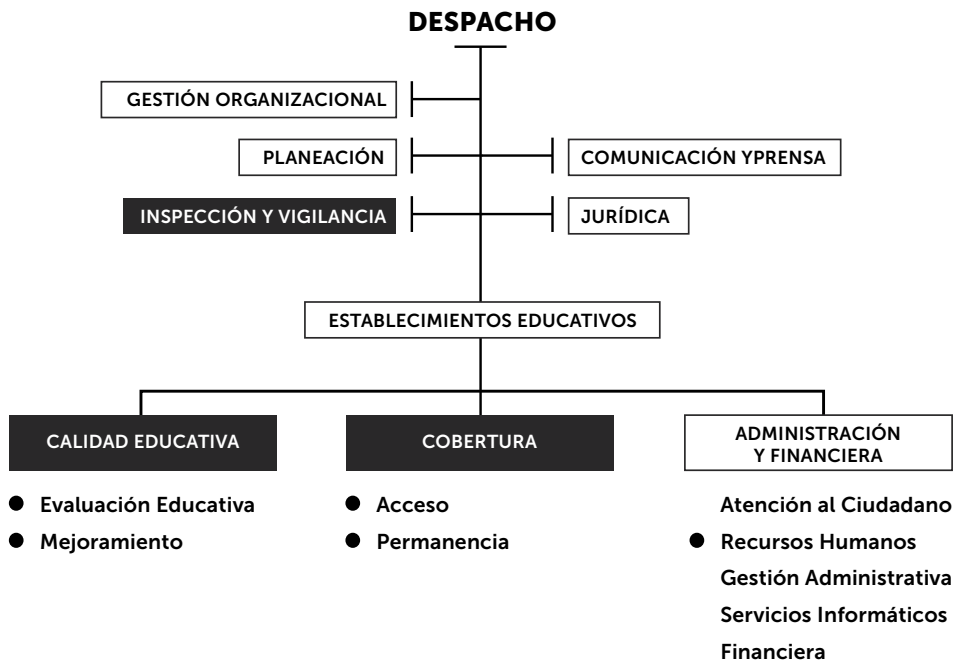 DESPACHO
GESTIÓN ORGANIZACIONAL
PLANEACIÓN
COMUNICACIÓN YPRENSA
INSPECCIÓN Y VIGILANCIA
JURÍDICA
ESTABLECIMIENTOS EDUCATIVOS
CALIDAD EDUCATIVA
● Evaluación Educativa
● Mejoramiento
COBERTURA
● Acceso
● Permanencia
ADMINISTRACIÓN
Y FINANCIERA
Atención al Ciudadano
● Recursos Humanos
Gestión Administrativa
Servicios Informáticos
Financiera